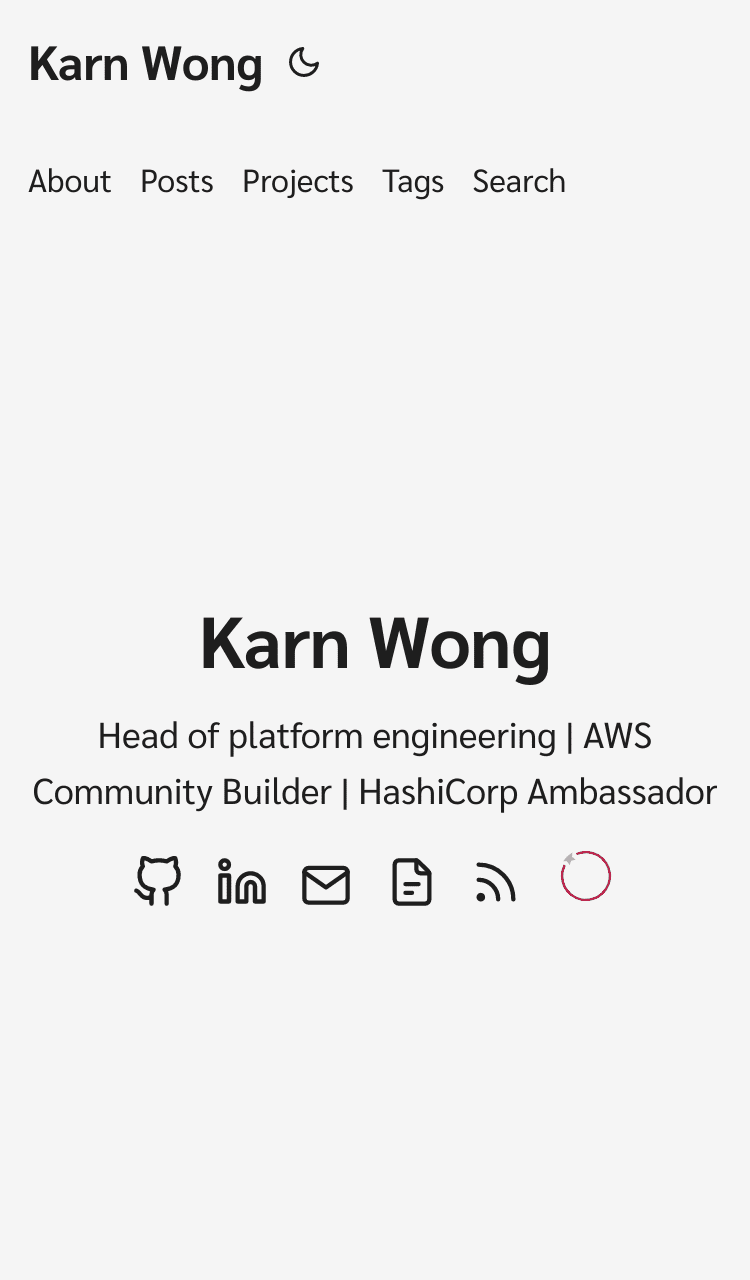 Karn Wong
About Posts Projects Tags Search
Karn Wong
Head of platform engineering | AWS
Community Builder | HashiCorp Ambassador